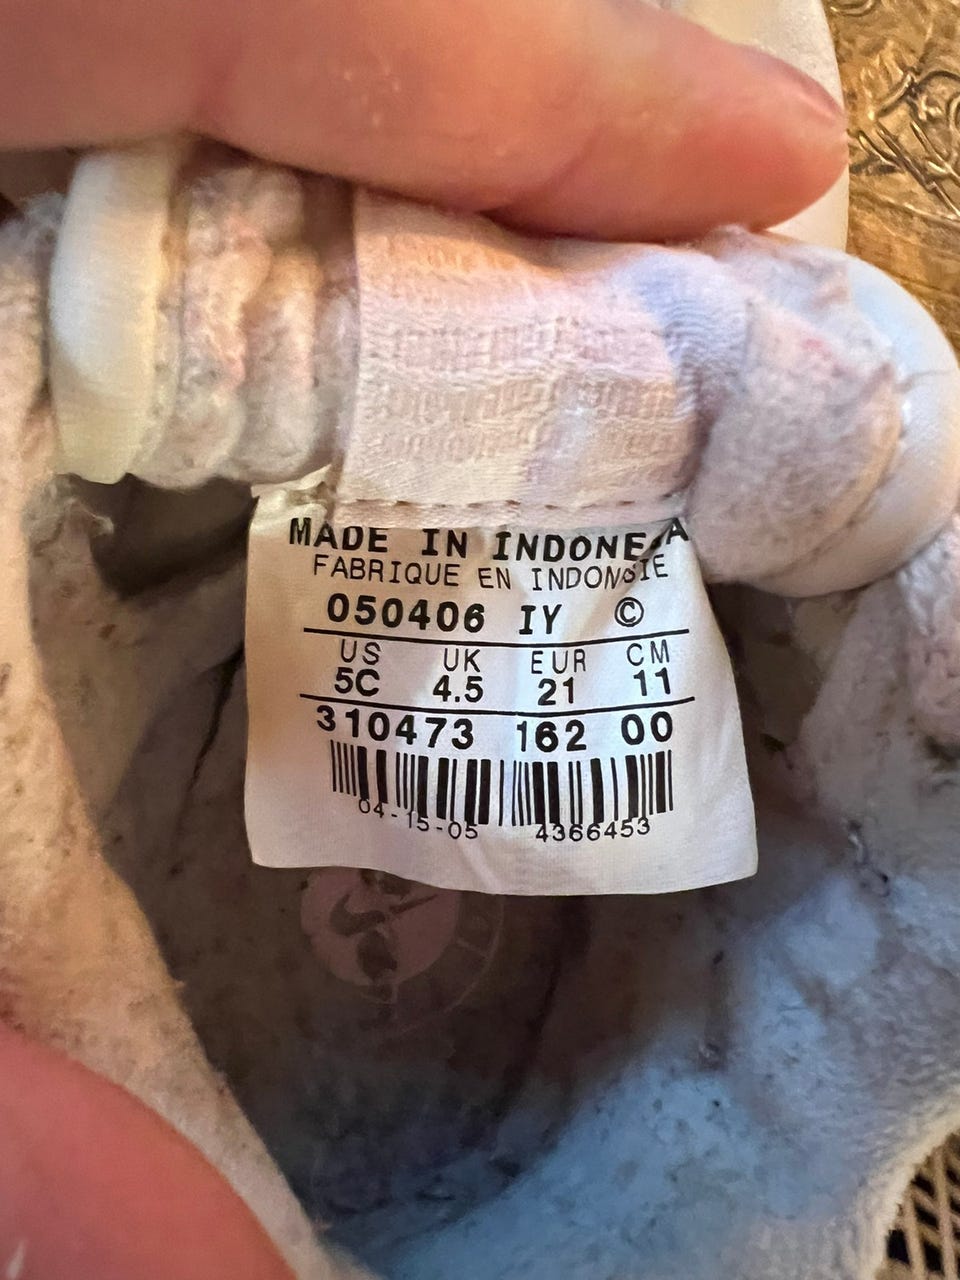 MADE IN INDONESIA
FABRIQUE EN INDONÉSIE
050406 IY ©
US UK EUR CM
5C 4.5 21 11
310473 162 00
04-15-05 4366453